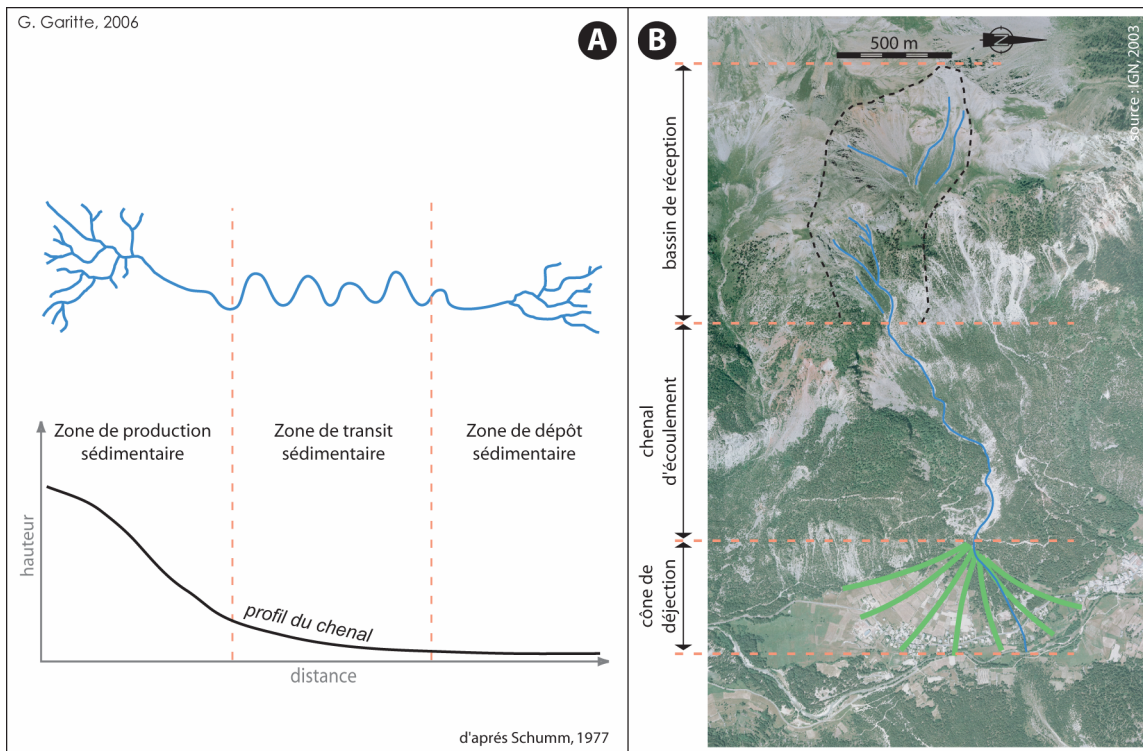 G. Garitte, 2006
A
Zone de production
sédimentaire
Zone de transit
sédimentaire
Zone de dépôt
sédimentaire
hauteur
profil du chenal
distance
d'aprés Schumm, 1977
B
500 m
N
source : IGN, 2003
bassin de réception
chenal
d'écoulement
cône de
déjection